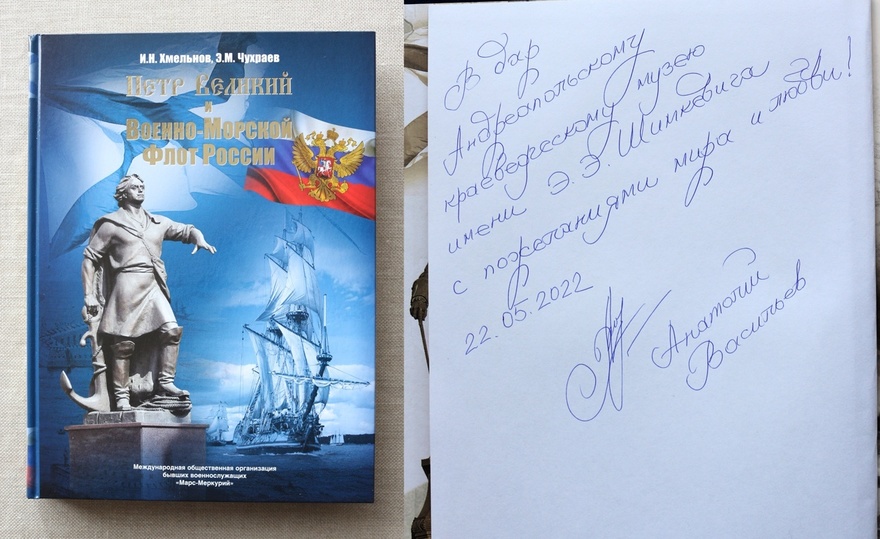 И.Н. Хмельнов, Э.М. Чухраев
Петр Великий
и
Военно-Морской
Флот России
Международная общественная организация
бывших военнослужащих
«Марс-Меркурий»
В дар
Андреапольскому
краеведческому музею
имени Э.Э. Шимкевича
с пожеланиями мира и любви!
22.05.2022
Анатолий
Васильев